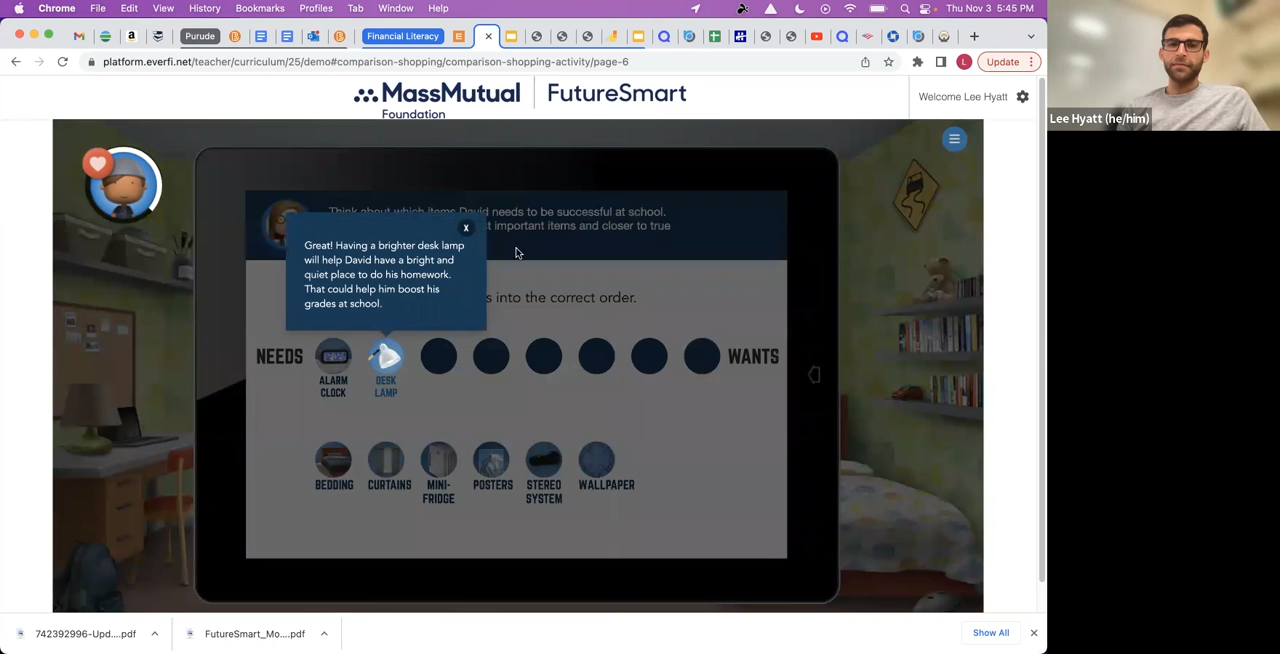 Chrome File Edit View History Bookmarks Profiles Tab Window Help Thu Nov 3 5:45 PM
Purude Financial Literacy
platform.everfi.net/teacher/curriculum/25/demo#comparison-shopping/comparison-shopping-activity/page-6 L Update
MassMutual FutureSmart
Foundation
Welcome Lee Hyatt
Lee Hyatt (he/him)
Think about which items David needs to be successful at school.
t important items and closer to true
X
Great! Having a brighter desk lamp
will help David have a bright and
quiet place to do his homework.
That could help him boost his
grades at school.
s into the correct order.
NEEDS WANTS
ALARM CLOCK
DESK LAMP
BEDDING
CURTAINS
MINI-FRIDGE
POSTERS
STEREO SYSTEM
WALLPAPER
742392996-Upd....pdf FutureSmart_Mo....pdf Show All